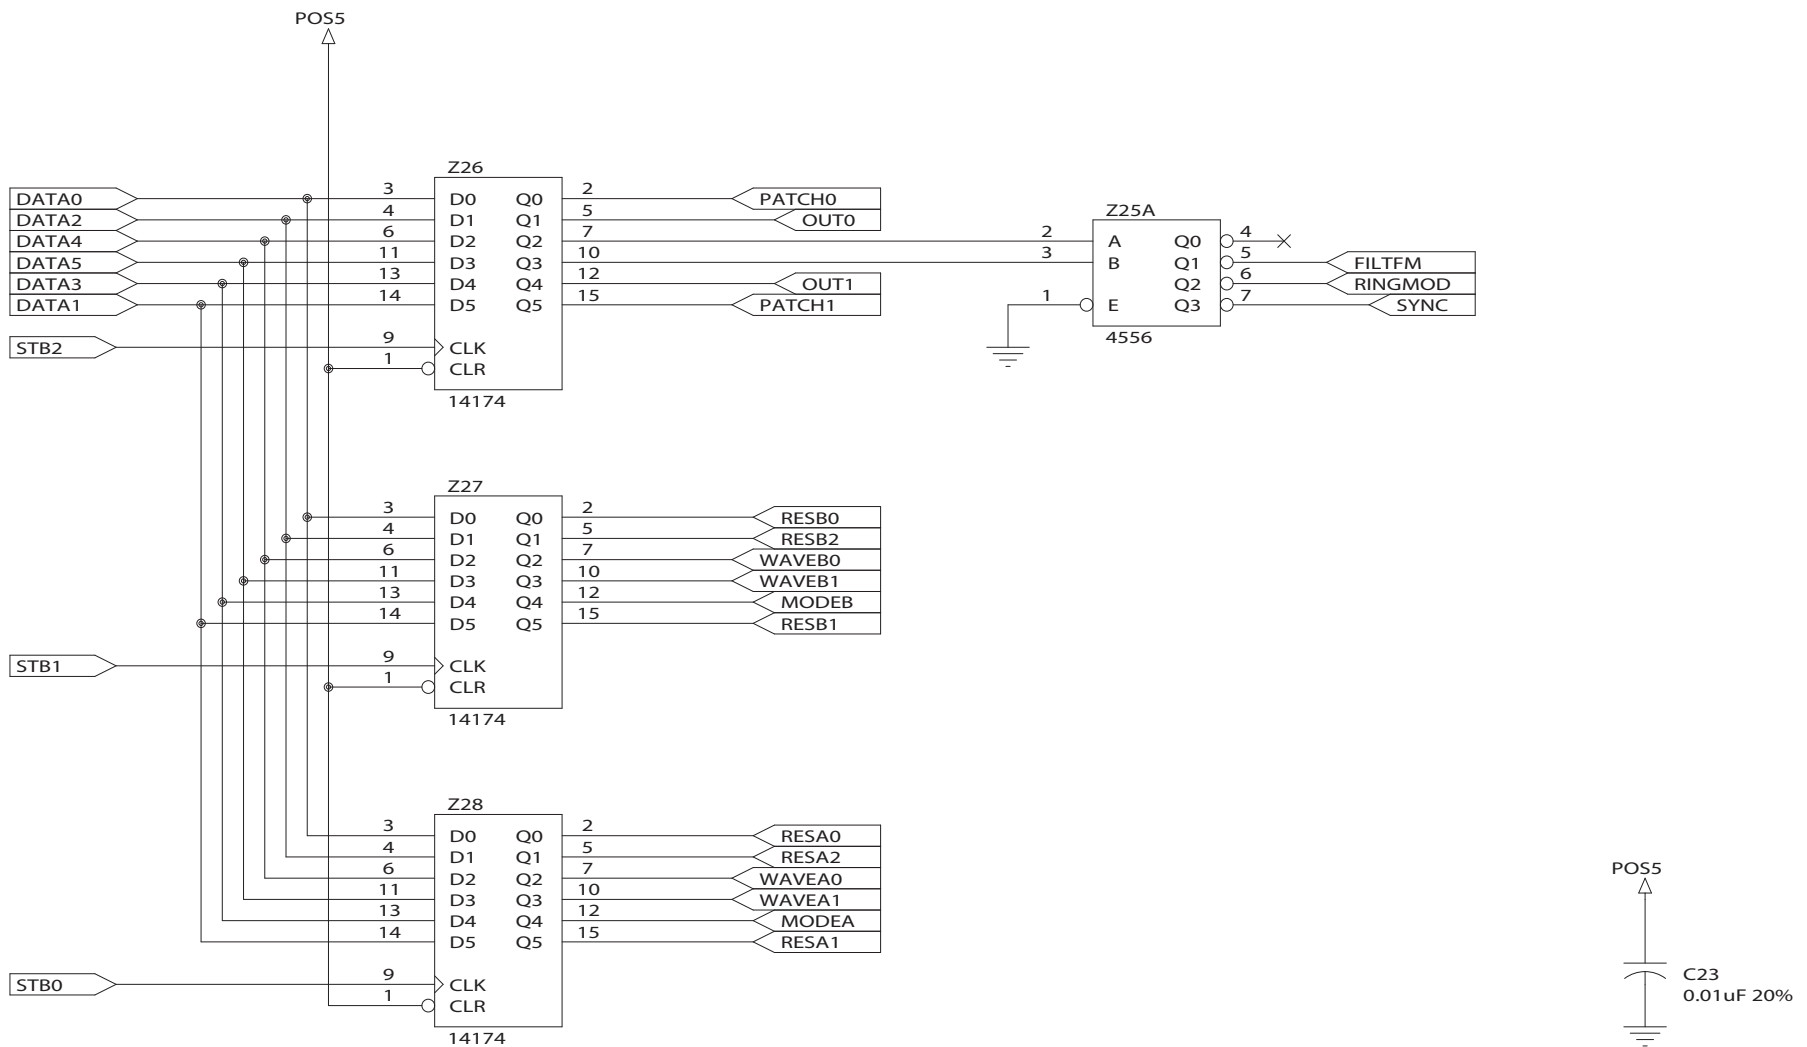 POS5
Z26
DATA0 3 D0 Q0 2 PATCH0
DATA2 4 D1 Q1 5 OUT0
DATA4 6 D2 Q2 7
DATA5 11 D3 Q3 10
DATA3 13 D4 Q4 12 OUT1
DATA1 14 D5 Q5 15 PATCH1
STB2 9 CLK
1 CLR
14174
Z25A
2 A Q0 4
3 B Q1 5 FILTFM
Q2 6 RINGMOD
1 E Q3 7 SYNC
4556
Z27
3 D0 Q0 2 RESB0
4 D1 Q1 5 RESB2
6 D2 Q2 7 WAVEB0
11 D3 Q3 10 WAVEB1
13 D4 Q4 12 MODEB
14 D5 Q5 15 RESB1
STB1 9 CLK
1 CLR
14174
Z28
3 D0 Q0 2 RESA0
4 D1 Q1 5 RESA2
6 D2 Q2 7 WAVEA0
11 D3 Q3 10 WAVEA1
13 D4 Q4 12 MODEA
14 D5 Q5 15 RESA1
STB0 9 CLK
1 CLR
14174
POS5
C23
0.01uF 20%